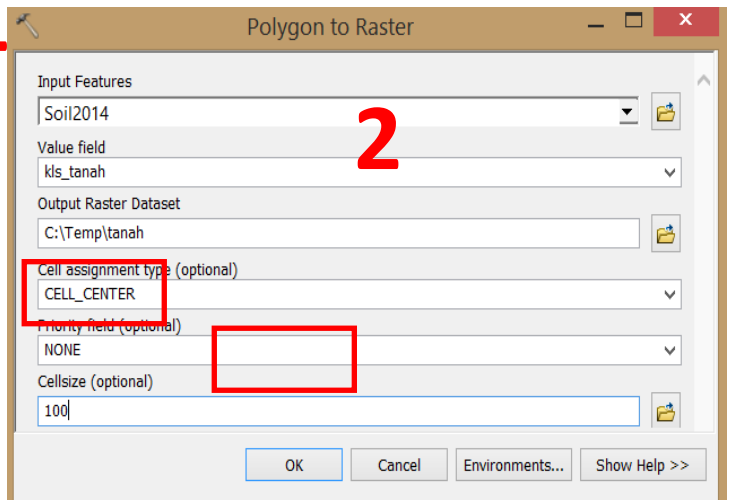 Polygon to Raster
Input Features
Soil2014
2
Value field
kls_tanah
Output Raster Dataset
C:\Temp\tanah
Cell assignment type (optional)
CELL_CENTER
Priority field (optional)
NONE
Cellsize (optional)
100
OK Cancel Environments... Show Help >>